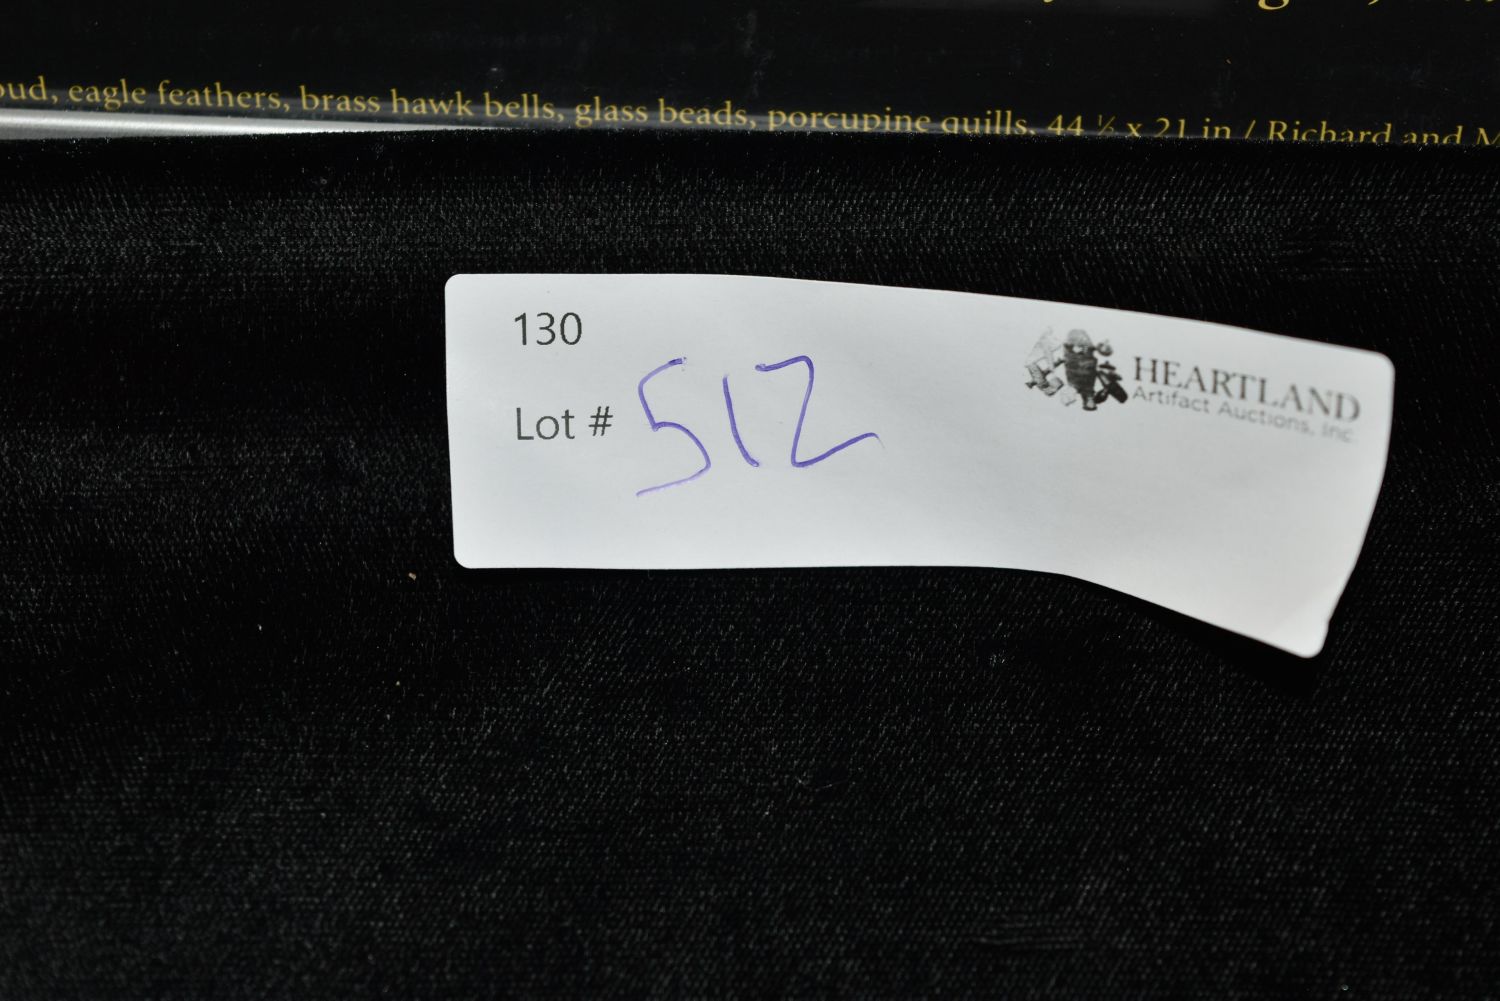 oud, eagle feathers, brass hawk bells, glass beads, porcupine quills, 44 ½ x 21 in / Richard and
130
Lot # 512
HEARTLAND
Artifact Auctions, Inc.